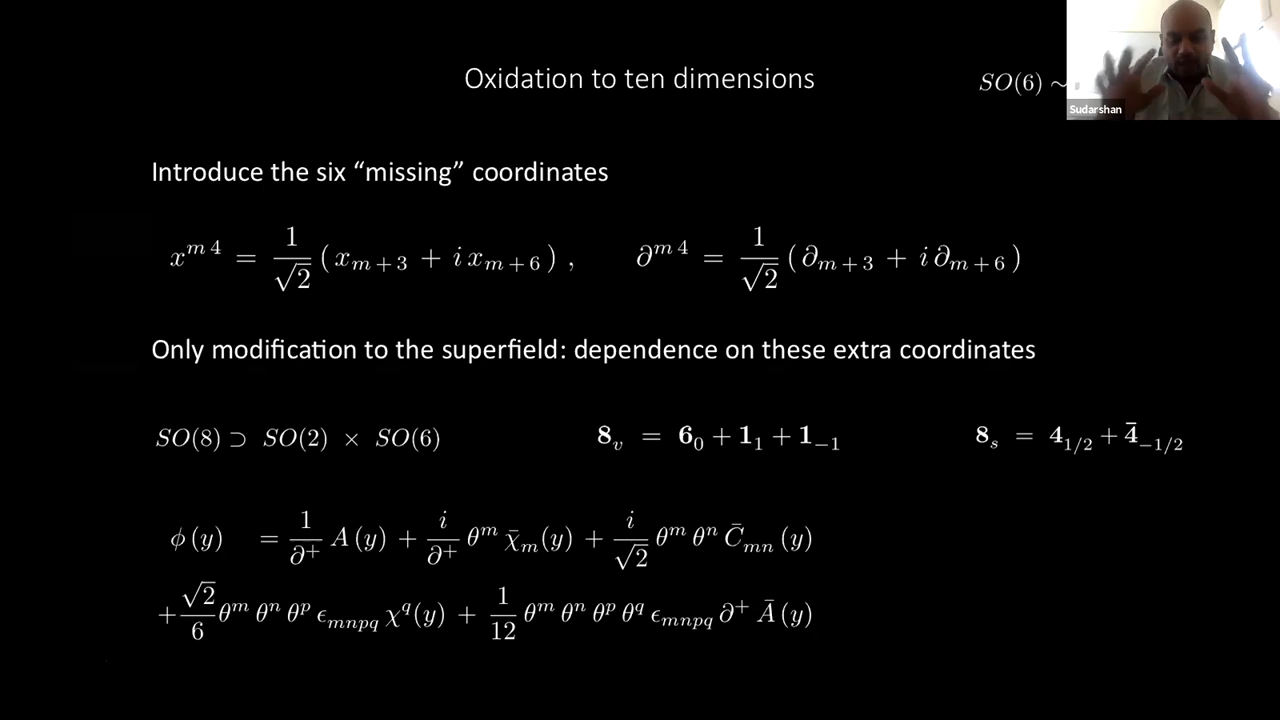 Oxidation to ten dimensions
SO(6) ~
Sudarshan
Introduce the six “missing” coordinates
x^{m 4} = \frac{1}{\sqrt{2}} ( x_{m+3} + i x_{m+6} ) , ∂^{m 4} = \frac{1}{\sqrt{2}} ( ∂_{m+3} + i ∂_{m+6} )
Only modification to the superfield: dependence on these extra coordinates
SO(8) ⊃ SO(2) × SO(6) 8_v = 6_0 + 1_1 + 1_{-1} 8_s = 4_{1/2} + \bar{4}_{-1/2}
ϕ (y) = \frac{1}{∂^+} A (y) + \frac{i}{∂^+} θ^m \bar{χ}_m (y) + \frac{i}{\sqrt{2}} θ^m θ^n \bar{C}_{mn} (y)
+ \frac{\sqrt{2}}{6} θ^m θ^n θ^p ϵ_{mnpq} χ^q (y) + \frac{1}{12} θ^m θ^n θ^p θ^q ϵ_{mnpq} ∂^+ \bar{A} (y)